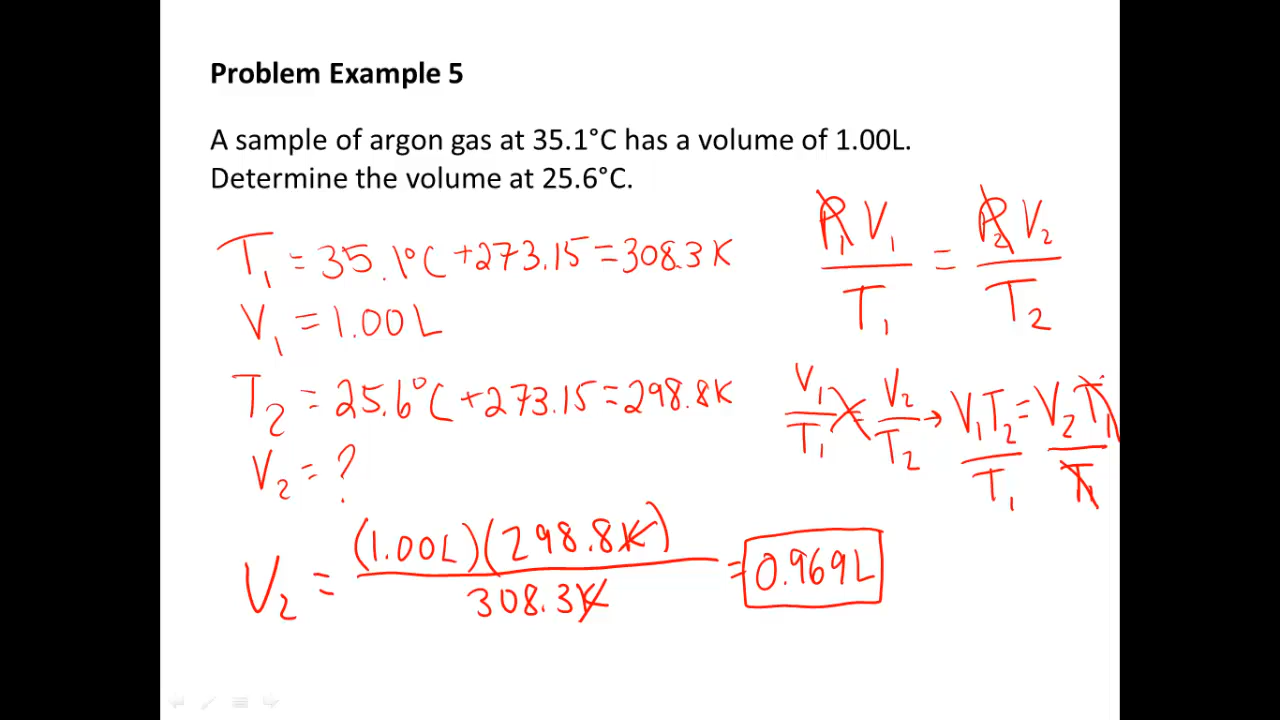 Problem Example 5
A sample of argon gas at 35.1°C has a volume of 1.00L.
Determine the volume at 25.6°C.
T₁ = 35.1°C + 273.15 = 308.3 K
V₁ = 1.00 L
T₂ = 25.6°C + 273.15 = 298.8 K
V₂ = ?
V₂ = (1.00L)(298.8K) / 308.3K = 0.969L
P₁V₁ / T₁ = P₂V₂ / T₂
V₁ / T₁ = V₂ / T₂ → V₁T₂ / T₁ = V₂T₁ / T₁